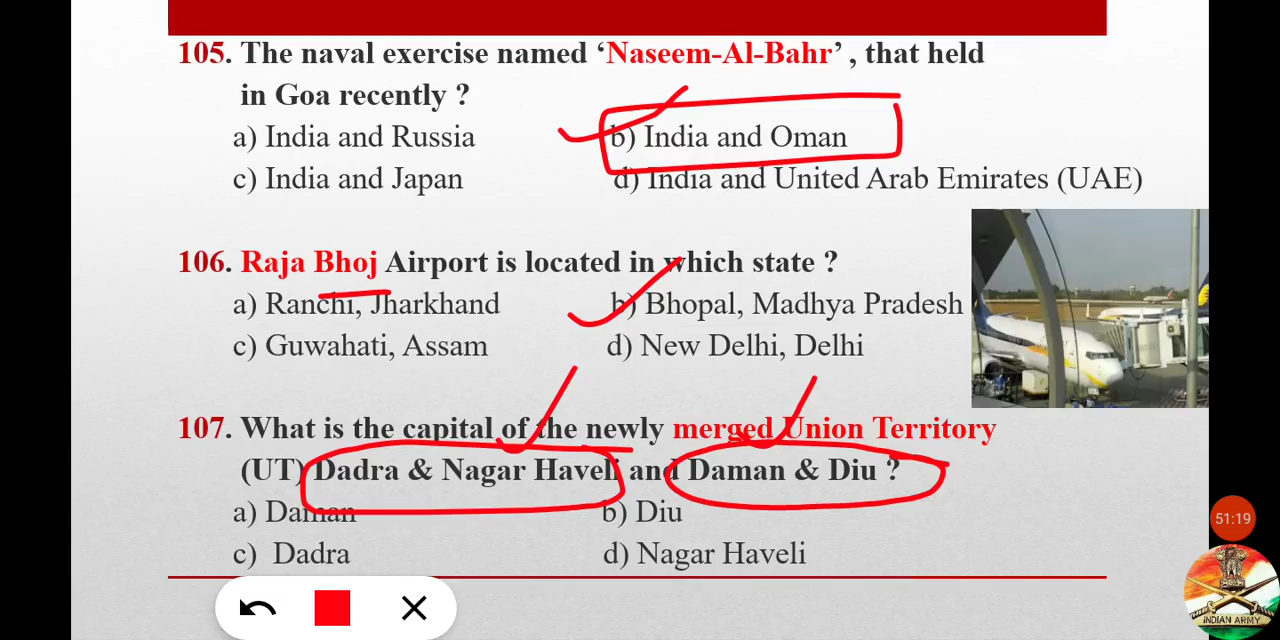 105. The naval exercise named ‘Naseem-Al-Bahr’ , that held
in Goa recently ?
a) India and Russia b) India and Oman
c) India and Japan d) India and United Arab Emirates (UAE)
106. Raja Bhoj Airport is located in which state ?
a) Ranchi, Jharkhand b) Bhopal, Madhya Pradesh
c) Guwahati, Assam d) New Delhi, Delhi
107. What is the capital of the newly merged Union Territory
(UT) Dadra & Nagar Haveli and Daman & Diu ?
a) Daman b) Diu
c) Dadra d) Nagar Haveli
51:19
INDIAN ARMY